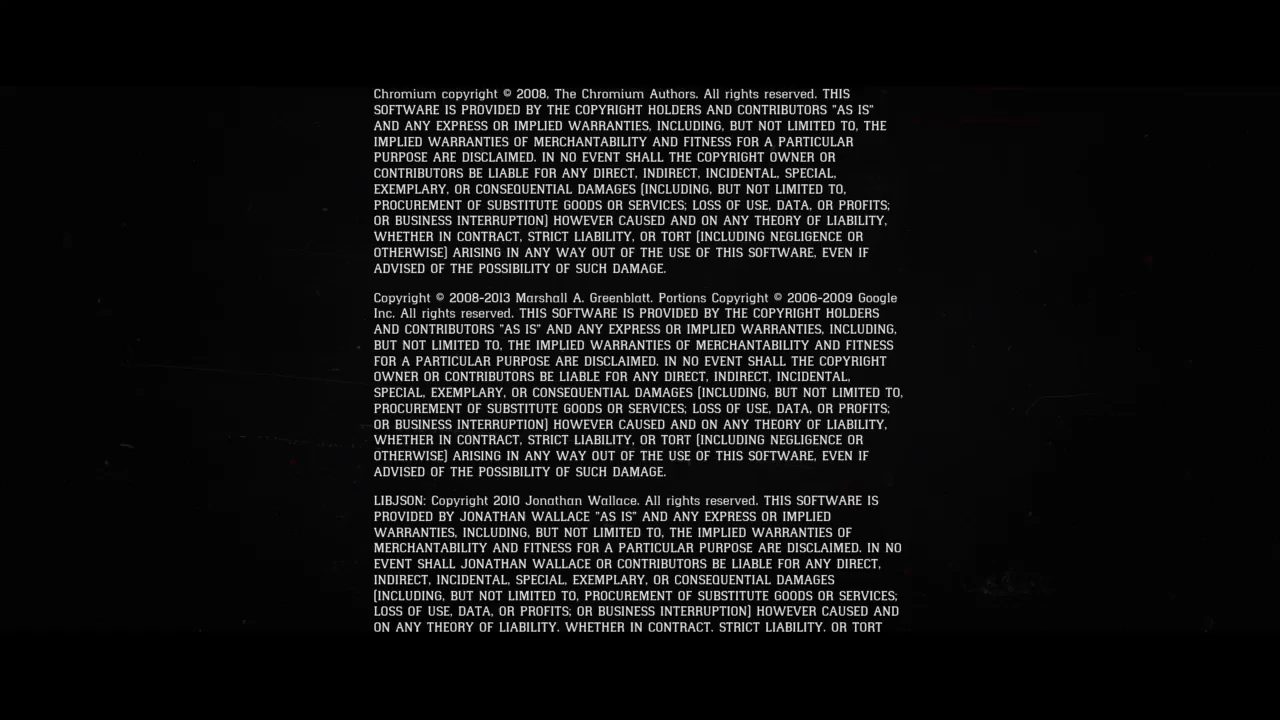 Chromium copyright © 2008, The Chromium Authors. All rights reserved. THIS
SOFTWARE IS PROVIDED BY THE COPYRIGHT HOLDERS AND CONTRIBUTORS "AS IS"
AND ANY EXPRESS OR IMPLIED WARRANTIES, INCLUDING, BUT NOT LIMITED TO, THE
IMPLIED WARRANTIES OF MERCHANTABILITY AND FITNESS FOR A PARTICULAR
PURPOSE ARE DISCLAIMED. IN NO EVENT SHALL THE COPYRIGHT OWNER OR
CONTRIBUTORS BE LIABLE FOR ANY DIRECT, INDIRECT, INCIDENTAL, SPECIAL,
EXEMPLARY, OR CONSEQUENTIAL DAMAGES (INCLUDING, BUT NOT LIMITED TO,
PROCUREMENT OF SUBSTITUTE GOODS OR SERVICES; LOSS OF USE, DATA, OR PROFITS;
OR BUSINESS INTERRUPTION) HOWEVER CAUSED AND ON ANY THEORY OF LIABILITY,
WHETHER IN CONTRACT, STRICT LIABILITY, OR TORT (INCLUDING NEGLIGENCE OR
OTHERWISE) ARISING IN ANY WAY OUT OF THE USE OF THIS SOFTWARE, EVEN IF
ADVISED OF THE POSSIBILITY OF SUCH DAMAGE.
Copyright © 2008-2013 Marshall A. Greenblatt. Portions Copyright © 2006-2009 Google
Inc. All rights reserved. THIS SOFTWARE IS PROVIDED BY THE COPYRIGHT HOLDERS
AND CONTRIBUTORS "AS IS" AND ANY EXPRESS OR IMPLIED WARRANTIES, INCLUDING,
BUT NOT LIMITED TO, THE IMPLIED WARRANTIES OF MERCHANTABILITY AND FITNESS
FOR A PARTICULAR PURPOSE ARE DISCLAIMED. IN NO EVENT SHALL THE COPYRIGHT
OWNER OR CONTRIBUTORS BE LIABLE FOR ANY DIRECT, INDIRECT, INCIDENTAL,
SPECIAL, EXEMPLARY, OR CONSEQUENTIAL DAMAGES (INCLUDING, BUT NOT LIMITED TO,
PROCUREMENT OF SUBSTITUTE GOODS OR SERVICES; LOSS OF USE, DATA, OR PROFITS;
OR BUSINESS INTERRUPTION) HOWEVER CAUSED AND ON ANY THEORY OF LIABILITY,
WHETHER IN CONTRACT, STRICT LIABILITY, OR TORT (INCLUDING NEGLIGENCE OR
OTHERWISE) ARISING IN ANY WAY OUT OF THE USE OF THIS SOFTWARE, EVEN IF
ADVISED OF THE POSSIBILITY OF SUCH DAMAGE.
LIBJSON: Copyright 2010 Jonathan Wallace. All rights reserved. THIS SOFTWARE IS
PROVIDED BY JONATHAN WALLACE "AS IS" AND ANY EXPRESS OR IMPLIED
WARRANTIES, INCLUDING, BUT NOT LIMITED TO, THE IMPLIED WARRANTIES OF
MERCHANTABILITY AND FITNESS FOR A PARTICULAR PURPOSE ARE DISCLAIMED. IN NO
EVENT SHALL JONATHAN WALLACE OR CONTRIBUTORS BE LIABLE FOR ANY DIRECT,
INDIRECT, INCIDENTAL, SPECIAL, EXEMPLARY, OR CONSEQUENTIAL DAMAGES
(INCLUDING, BUT NOT LIMITED TO, PROCUREMENT OF SUBSTITUTE GOODS OR SERVICES;
LOSS OF USE, DATA, OR PROFITS; OR BUSINESS INTERRUPTION) HOWEVER CAUSED AND
ON ANY THEORY OF LIABILITY, WHETHER IN CONTRACT, STRICT LIABILITY, OR TORT